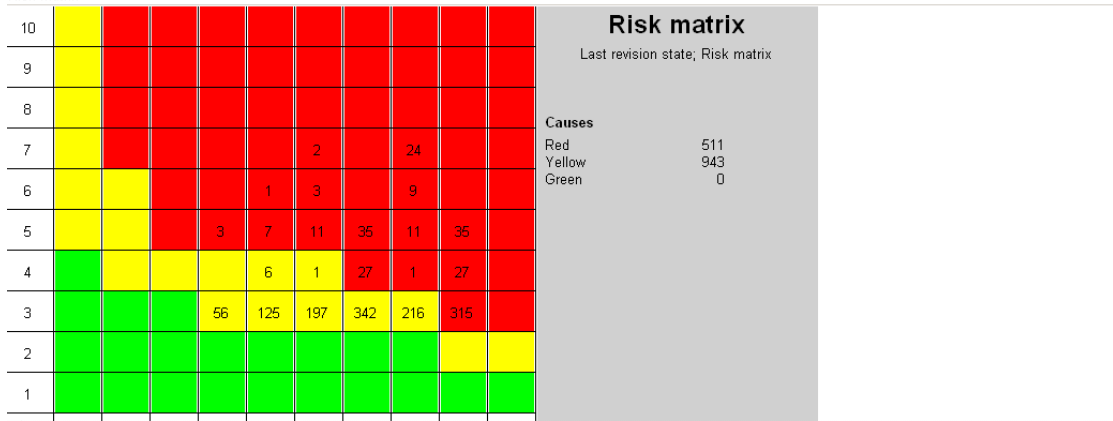 Risk matrix
Last revision state; Risk matrix
Causes
Red 511
Yellow 943
Green 0
10
9
8
7 2 24
6 1 3 9
5 3 7 11 35 11 35
4 6 1 27 1 27
3 56 125 197 342 216 315
2
1